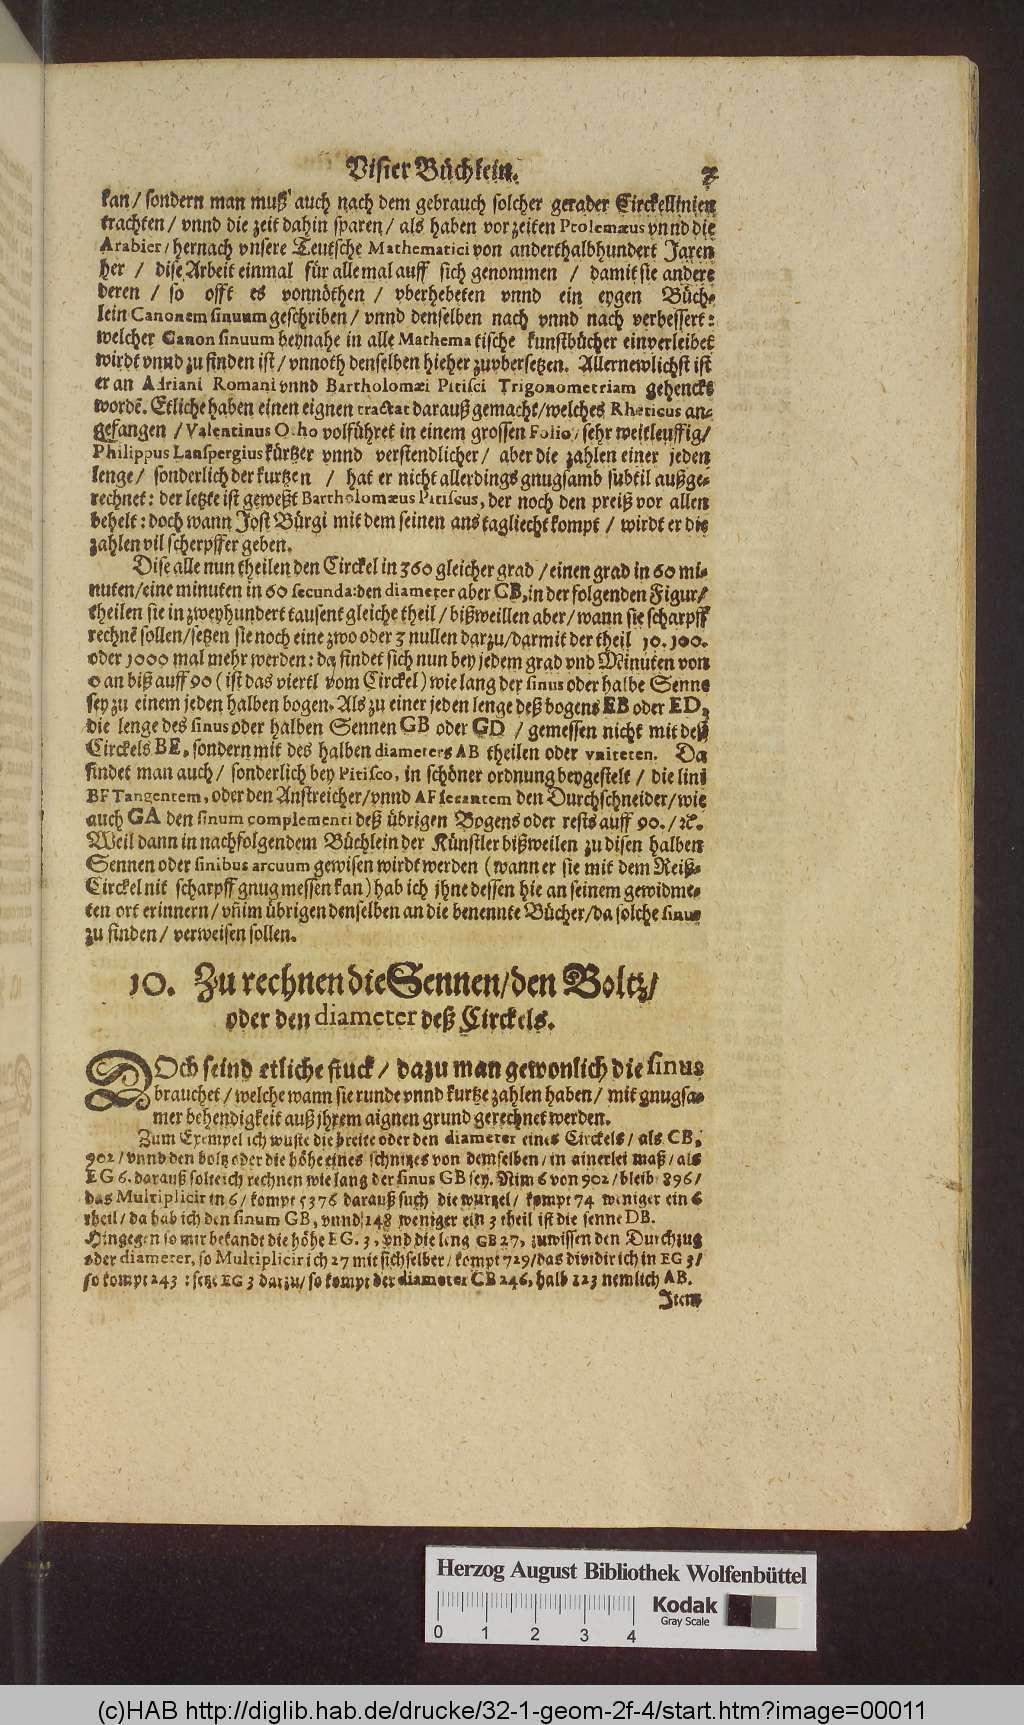 Visier Büchlein. 7
kan / sondern man muß auch nach dem gebrauch solcher gerader Circkellinien
trachten / vnnd die zeit dahin sparen / als haben vor zeiten Ptolemæus vnnd die
Arabier / hernach vnsere Teutsche Mathematici von anderthalbhundert Jaren
her / dise Arbeit einmal für alle mal auff sich genommen / damit sie andere
deren / so offt es vonnöthen / vberhebeten vnnd ein eygen Büch-
lein Canonem sinuum geschriben / vnnd denselben nach vnnd nach verbessert:
welcher Canon sinuum beynahe in alle Mathematische kunstbücher einverleibet
wirdt vnnd zu finden ist / vnnoth denselben hieher zuvbersetzen. Allernewlichst ist
er an Adriani Romani vnnd Bartholomæi Pitisci Trigonometriam gehenckt
wordē. Etliche haben einen eignen tractat darauß gemacht / welches Rheticus an-
gefangen / Valentinus Otho volführet in einem grossen Folio, sehr weitleuffig /
Philippus Lanspergius kürtzer vnnd verstendlicher / aber die zahlen einer jeden
lenge / sonderlich der kurtzen / hat er nicht allerdings gnugsamb subtil außge-
rechnet: der letzte ist geweßt Bartholomæus Pitiscus, der noch den preiß vor allen
behelt: doch wann Jost Bürgi mit dem seinen ans tagliecht kompt / wirdt er die
zahlen vil scherpffer geben.
Dise alle nun theilen den Circkel in 360 gleicher grad / einen grad in 60 mi-
nuten / eine minuten in 60 secunda: den diameter aber GB, in der folgenden Figur /
theilen sie in zweyhundert tausent gleiche theil / bißweillen aber / wann sie scharpff
rechnē sollen / setzen sie noch eine zwo oder 3 nullen darzu / darmit der theil 10. 100.
oder 1000 mal mehr werden: da findet sich nun bey jedem grad vnd Minuten von
0 an biß auff 90 (ist das viertl vom Circkel) wie lang der sinus oder halbe Senne
sey zu einem jeden halben bogen. Als zu einer jeden lenge deß bogens EB oder ED,
die lenge des sinus oder halben Sennen GB oder GD / gemessen nicht mit deß
Circkels BE, sondern mit des halben diameters AB theilen oder vniteten. Da
findet man auch / sonderlich bey Pitisco, in schöner ordnung beygestelt / die lini
BF Tangentem, oder den Anstreicher / vnnd AF secantem den Durchschneider / wie
auch GA den sinum complementi deß übrigen Bogens oder rests auff 90. / ꝛc.
Weil dann in nachfolgendem Büchlein der Künstler bißweilen zu disen halben
Sennen oder sinibus arcuum gewisen wirdt werden (wann er sie mit dem Reiß-
Circkel nit scharpff gnug messen kan) hab ich jhne dessen hie an seinem gewidme-
ten ort erinnern / vñ im übrigen denselben an die benennte Bücher / da solche sinus
zu finden / verweisen sollen.
10. Zu rechnen die Sennen / den Boltz /
oder den diameter deß Circkels.
DOch seind etliche stuck / dazu man gewonlich die sinus
brauchet / welche wann sie runde vnnd kurtze zahlen haben / mit gnugsa-
mer behendigkeit auß jhrem aignen grund gerechnet werden.
Zum Exempel ich wuste die breite oder den diameter eines Circkels / als CB,
902 / vnnd den boltz oder die höhe eines schnitzes von demselben / in ainerlei maß / als
EG 6. darauß solte ich rechnen wie lang der sinus GB sey. Nim 6 von 902 / bleibt 896 /
das Multiplicir in 6 / kompt 5376 darauß such die wurzel / kompt 74 weniger ein 6
theil / da hab ich den sinum GB, vnnd 148 weniger ein 3 theil ist die senne DB.
Hingegen so mir bekandt die höhe EG. 3, vnd die leng GB 27, zuwissen den Durchzug
oder diameter, so Multiplicir ich 27 mit sich selber / kompt 729 / das dividir ich in EG 3 /
so kompt 243: setze EG 3 darzu / so kompt der diameter CB 246, halb 123 nemlich AB.
Item
Herzog August Bibliothek Wolfenbüttel
0 1 2 3 4
Kodak
Gray Scale
(c)HAB http://diglib.hab.de/drucke/32-1-geom-2f-4/start.htm?image=00011